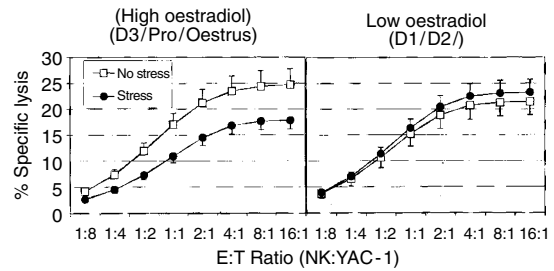 (High oestradiol)
(D3/Pro/Oestrus)
Low oestradiol
(D1/D2/)
% Specific lysis
30
25
20
15
10
5
0
No stress
Stress
1:8 1:4 1:2 1:1 2:1 4:1 8:1 16:1
1:8 1:4 1:2 1:1 2:1 4:1 8:1 16:1
E:T Ratio (NK:YAC-1)